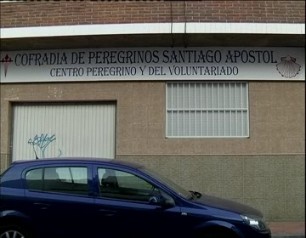 COFRADIA DE PEREGRINOS SANTIAGO APOSTOL
CENTRO PEREGRINO Y DEL VOLUNTARIADO